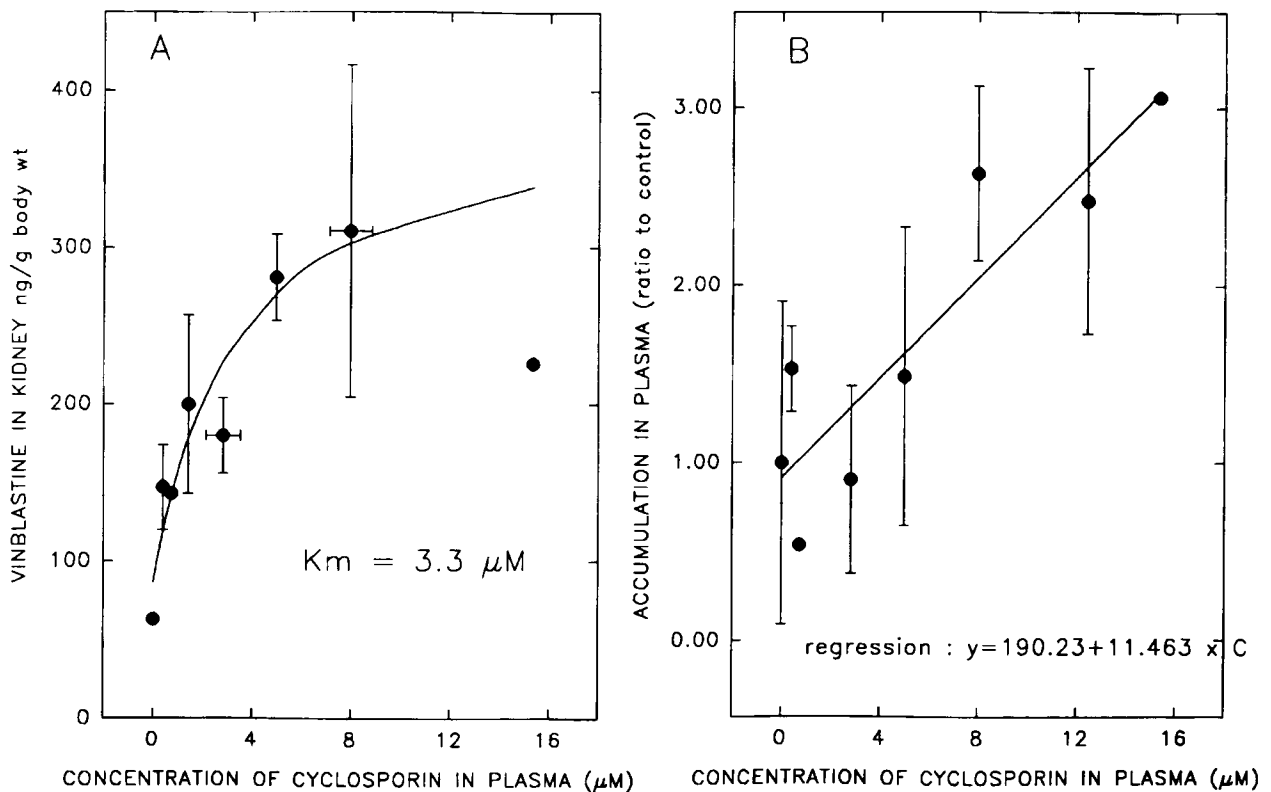 A
VINBLASTINE IN KIDNEY ng/g body wt
400
300
200
100
0
Km = 3.3 μM
0 4 8 12 16
CONCENTRATION OF CYCLOSPORIN IN PLASMA (μM)
B
ACCUMULATION IN PLASMA (ratio to control)
3.00
2.00
1.00
0.00
regression : y=190.23+11.463 x C
0 4 8 12 16
CONCENTRATION OF CYCLOSPORIN IN PLASMA (μM)